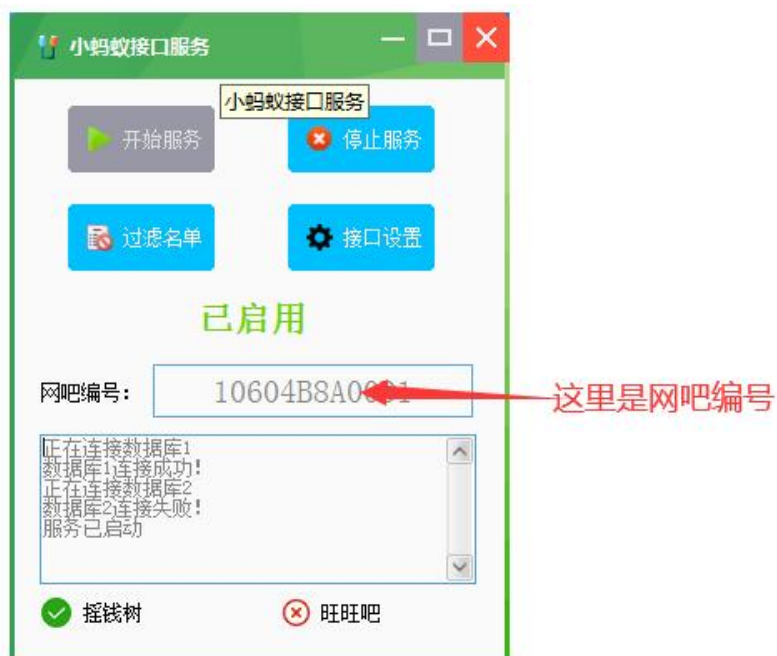 小蚂蚁接口服务
小蚂蚁接口服务
开始服务
停止服务
过滤名单
接口设置
已启用
网吧编号:
这里是网吧编号
正在连接数据库1
数据库1连接成功!
正在连接数据库2
数据库2连接失败!
服务已启动
摇钱树
旺旺吧